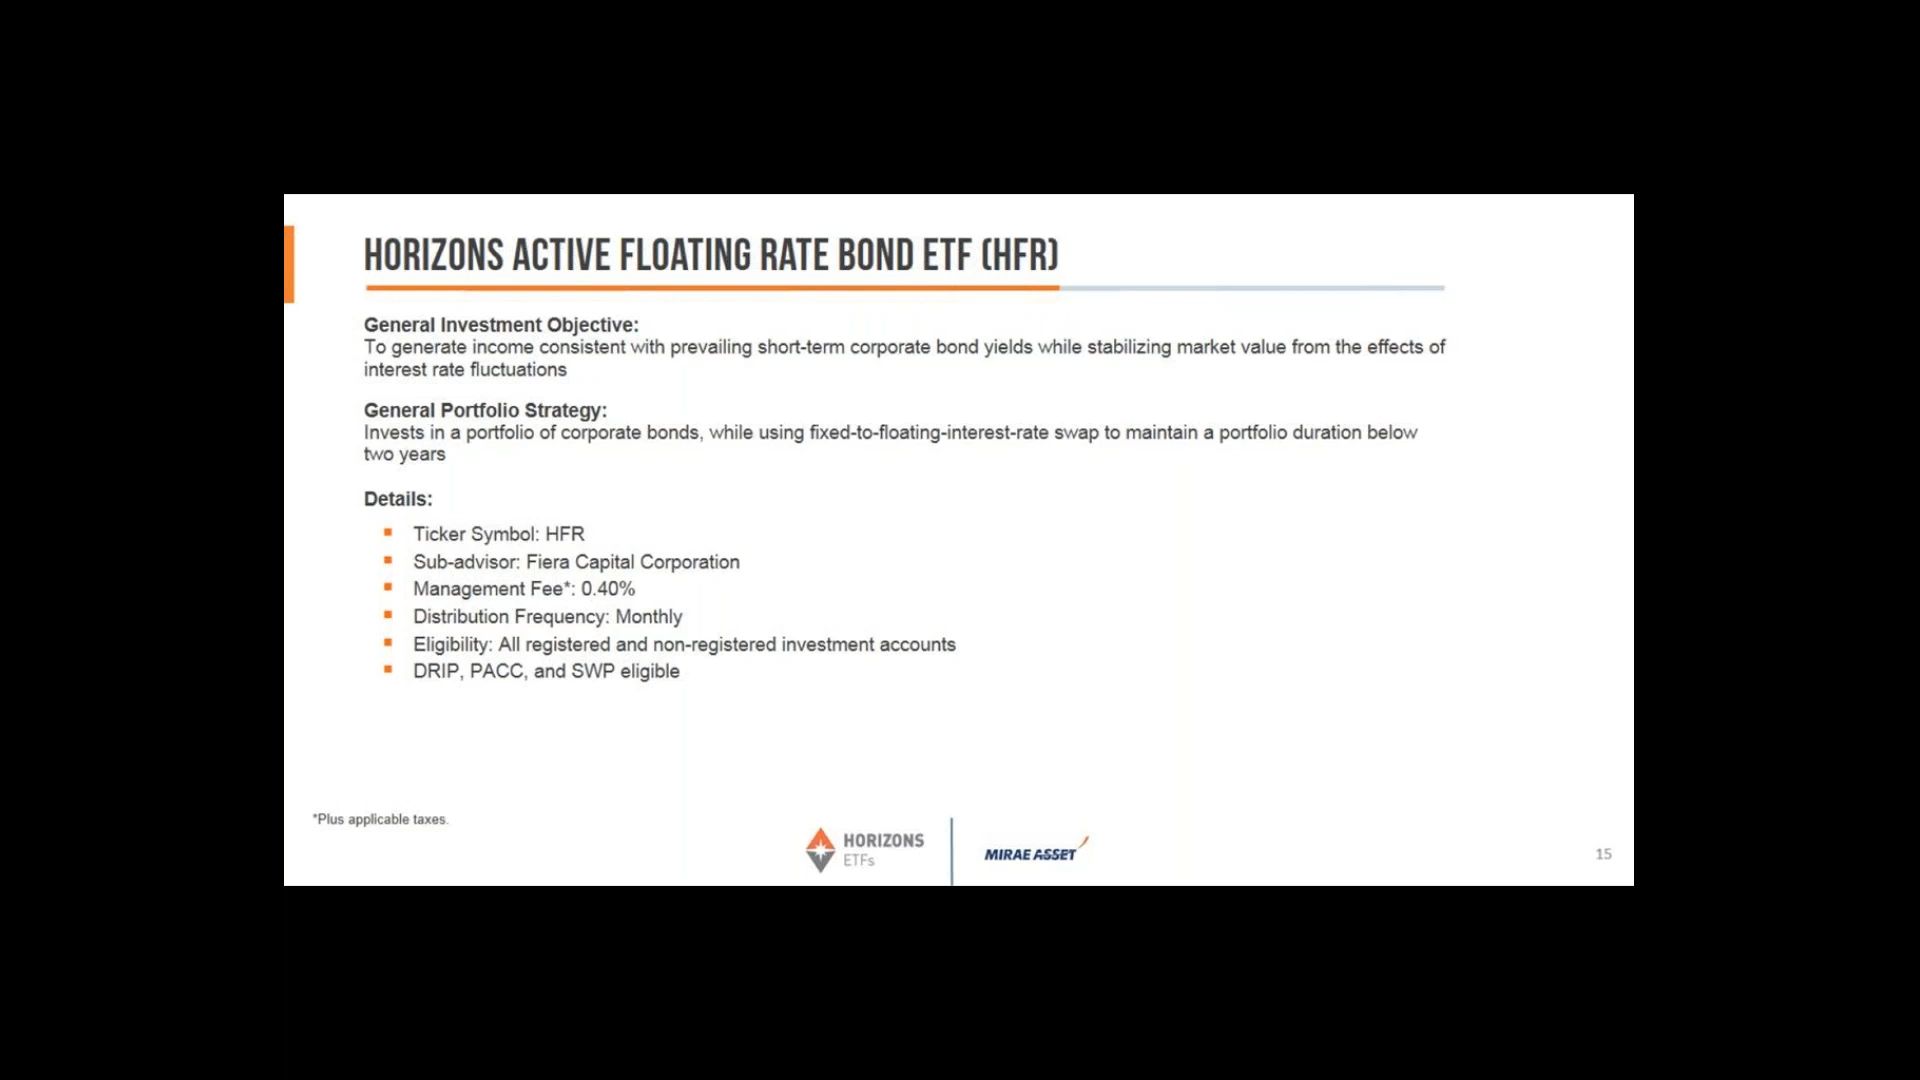 HORIZONS ACTIVE FLOATING RATE BOND ETF (HFR)
General Investment Objective:
To generate income consistent with prevailing short-term corporate bond yields while stabilizing market value from the effects of
interest rate fluctuations
General Portfolio Strategy:
Invests in a portfolio of corporate bonds, while using fixed-to-floating-interest-rate swap to maintain a portfolio duration below
two years
Details:
Ticker Symbol: HFR
Sub-advisor: Fiera Capital Corporation
Management Fee*: 0.40%
Distribution Frequency: Monthly
Eligibility: All registered and non-registered investment accounts
DRIP, PACC, and SWP eligible
*Plus applicable taxes.
HORIZONS
ETFs
MIRAE ASSET
15